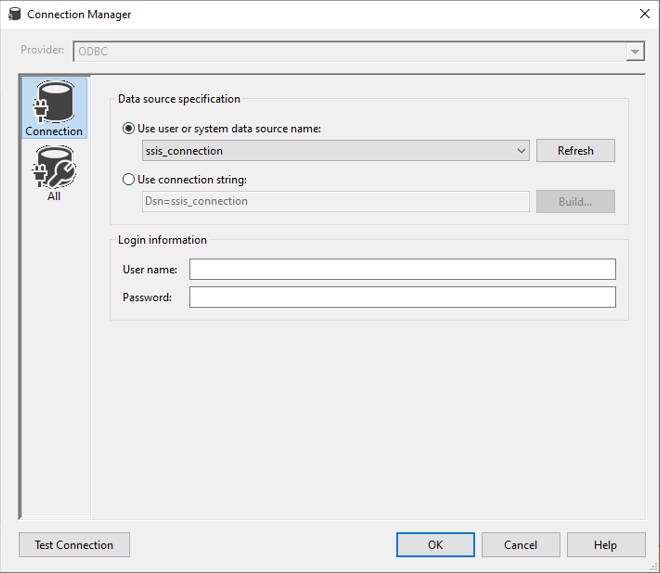 Connection Manager
Provider: ODBC
Connection
All
Data source specification
Use user or system data source name:
ssis_connection Refresh
Use connection string:
Dsn=ssis_connection Build...
Login information
User name:
Password:
Test Connection OK Cancel Help